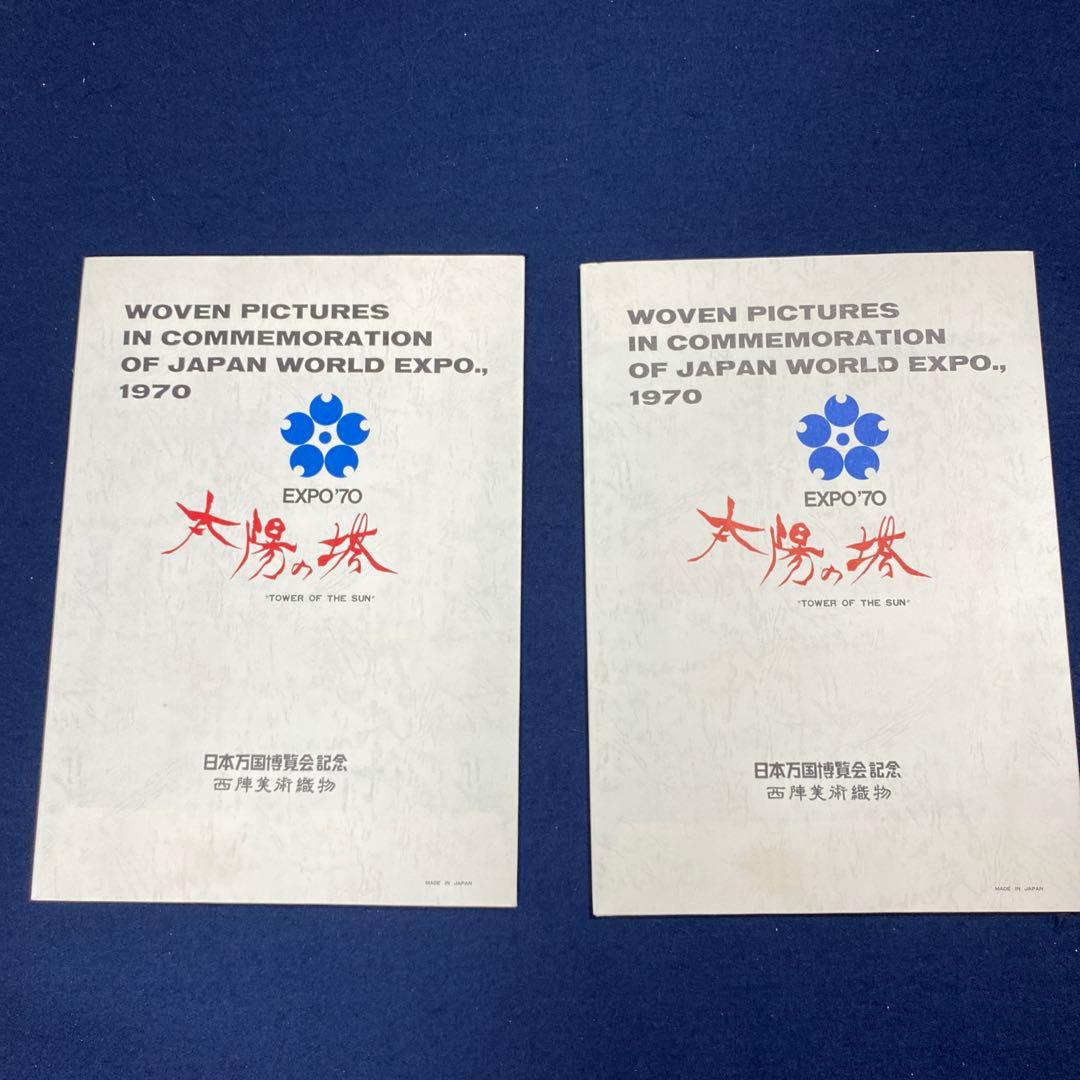 WOVEN PICTURES
IN COMMEMORATION
OF JAPAN WORLD EXPO.,
1970
EXPO'70
太陽の塔
"TOWER OF THE SUN"
日本万国博覧会記念
西陣美術織物
MADE IN JAPAN
WOVEN PICTURES
IN COMMEMORATION
OF JAPAN WORLD EXPO.,
1970
EXPO'70
太陽の塔
"TOWER OF THE SUN"
日本万国博覧会記念
西陣美術織物
MADE IN JAPAN